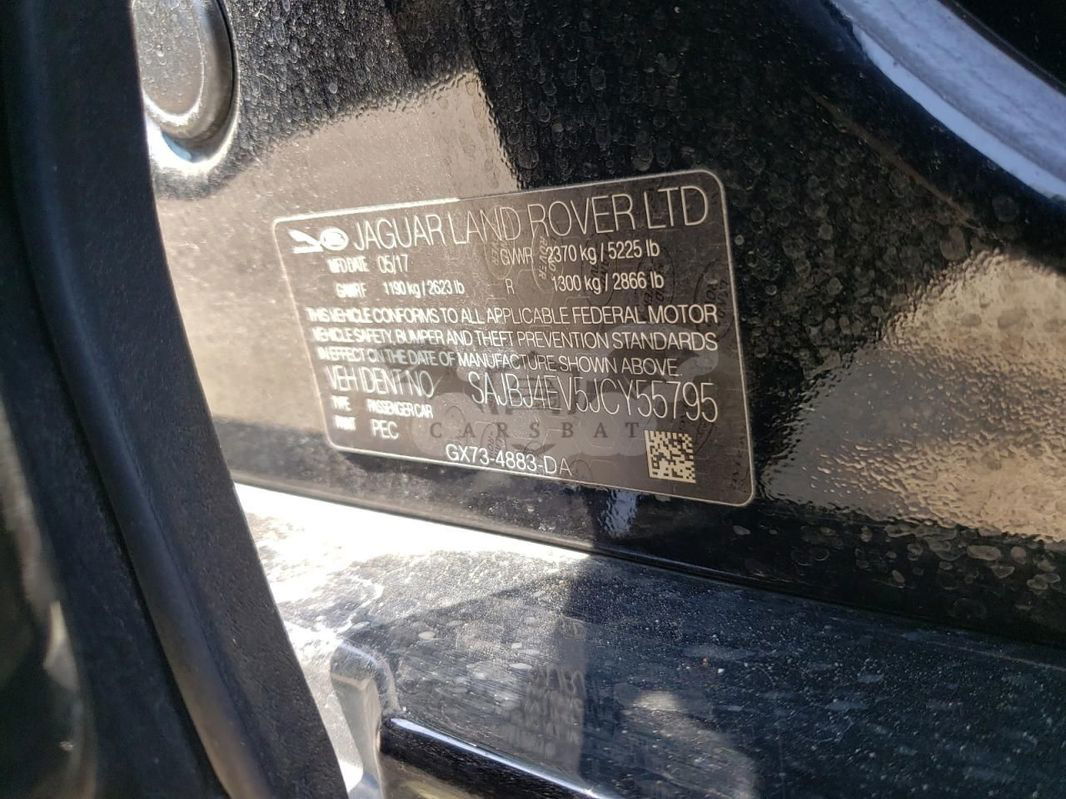 JAGUAR LAND ROVER LTD
MFD DATE 05/17 GVWR 2370 kg / 5225 lb
GAWR F 1190 kg / 2623 lb R 1300 kg / 2866 lb
THIS VEHICLE CONFORMS TO ALL APPLICABLE FEDERAL MOTOR
VEHICLE SAFETY, BUMPER AND THEFT PREVENTION STANDARDS
IN EFFECT ON THE DATE OF MANUFACTURE SHOWN ABOVE.
VEH IDENT NO SAJBJ4EV5JCY55795
TYPE PASSENGER CAR
PAINT PEC
CARSBAT
GX73-4883-DA